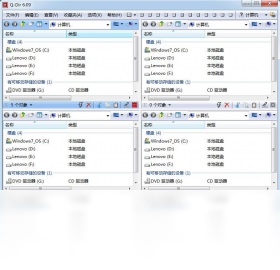 Q-Dir 6.09
文件(F) 编辑(E) 查看(V) 收藏夹(A) 选项(X) 帮助(H)
计算机
计算机
名称 类型
名称 类型
硬盘 (4)
硬盘 (4)
Windows7_OS (C:) 本地磁盘
Windows7_OS (C:) 本地磁盘
Lenovo (D:) 本地磁盘
Lenovo (D:) 本地磁盘
Lenovo (E:) 本地磁盘
Lenovo (E:) 本地磁盘
Lenovo (F:) 本地磁盘
Lenovo (F:) 本地磁盘
有可移动存储的设备 (1)
有可移动存储的设备 (1)
DVD 驱动器 (G:) CD 驱动器
DVD 驱动器 (G:) CD 驱动器
5 个对象
计算机
计算机
名称 类型
名称 类型
硬盘 (4)
硬盘 (4)
Windows7_OS (C:) 本地磁盘
Windows7_OS (C:) 本地磁盘
Lenovo (D:) 本地磁盘
Lenovo (D:) 本地磁盘
Lenovo (E:) 本地磁盘
Lenovo (E:) 本地磁盘
Lenovo (F:) 本地磁盘
Lenovo (F:) 本地磁盘
有可移动存储的设备 (1)
有可移动存储的设备 (1)
DVD 驱动器 (G:) CD 驱动器
DVD 驱动器 (G:) CD 驱动器